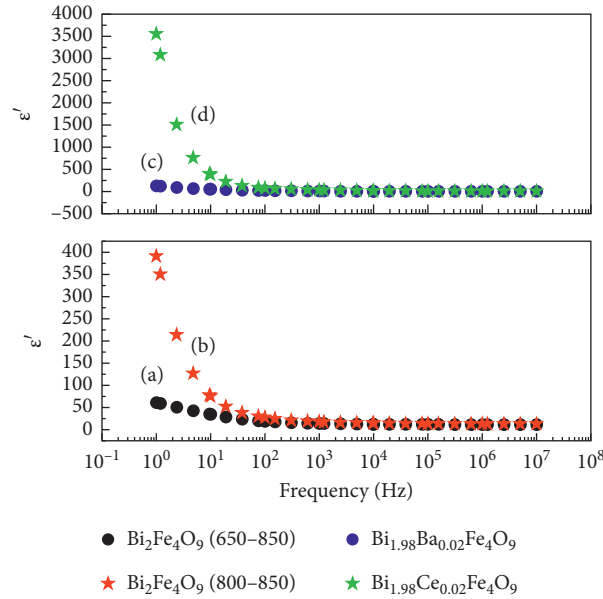 4000
3500
3000
2500
2000
1500
1000
500
0
−500
ε′
(d)
(c)
400
350
300
250
200
150
100
50
0
ε′
(b)
(a)
10⁻¹ 10⁰ 10¹ 10² 10³ 10⁴ 10⁵ 10⁶ 10⁷ 10⁸
Frequency (Hz)
Bi₂Fe₄O₉ (650–850) Bi₁.₉₈Ba₀.₀₂Fe₄O₉
Bi₂Fe₄O₉ (800–850) Bi₁.₉₈Ce₀.₀₂Fe₄O₉